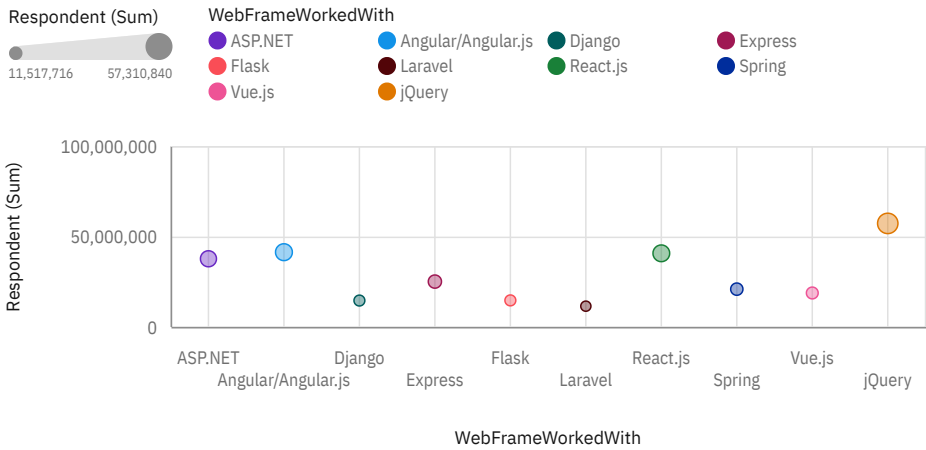 Respondent (Sum)
11,517,716 57,310,840
WebFrameWorkedWith
ASP.NET Angular/Angular.js Django Express
Flask Laravel React.js Spring
Vue.js jQuery
Respondent (Sum)
100,000,000
50,000,000
0
ASP.NET Django Flask React.js Vue.js
Angular/Angular.js Express Laravel Spring jQuery
WebFrameWorkedWith